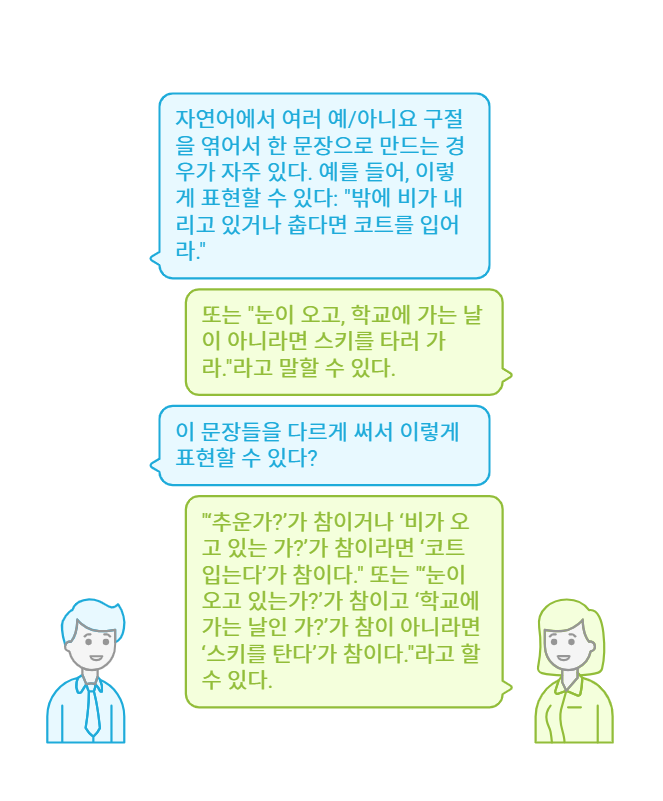 자연어에서 여러 예/아니요 구절
을 엮어서 한 문장으로 만드는 경
우가 자주 있다. 예를 들어, 이렇
게 표현할 수 있다: "밖에 비가 내
리고 있거나 춥다면 코트를 입어
라."
또는 "눈이 오고, 학교에 가는 날
이 아니라면 스키를 타러 가
라."라고 말할 수 있다.
이 문장들을 다르게 써서 이렇게
표현할 수 있다?
"‘추운가?’가 참이거나 ‘비가 오
고 있는 가?’가 참이라면 ‘코트
입는다’가 참이다." 또는 "‘눈이
오고 있는가?’가 참이고 ‘학교에
가는 날인 가?’가 참이 아니라면
‘스키를 탄다’가 참이다."라고 할
수 있다.